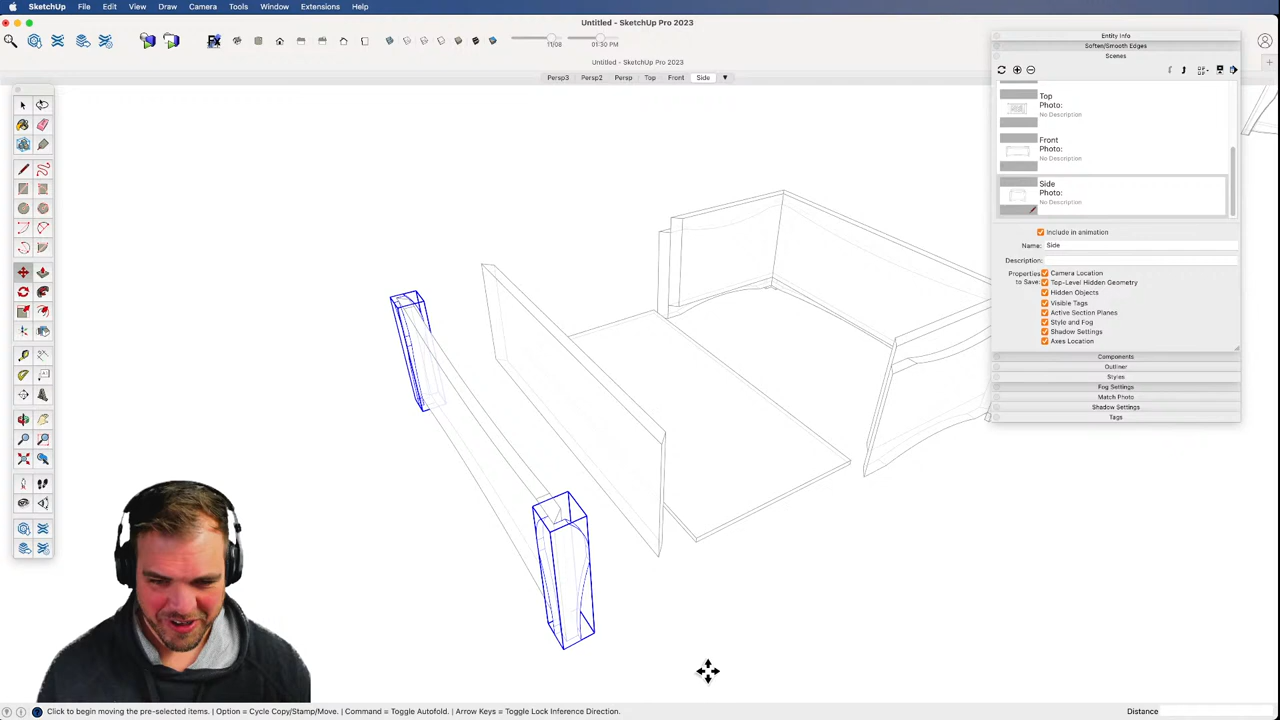 SketchUp File Edit View Draw Camera Tools Window Extensions Help
Untitled - SketchUp Pro 2023
11/08 01:30 PM
Untitled - SketchUp Pro 2023
Persp3 Persp2 Persp Top Front Side
Entity Info
Soften/Smooth Edges
Scenes
Top
Photo:
No Description
Front
Photo:
No Description
Side
Photo:
No Description
Include in animation
Name: Side
Description:
Properties to Save:
Camera Location
Top-Level Hidden Geometry
Hidden Objects
Visible Tags
Active Section Planes
Style and Fog
Shadow Settings
Axes Location
Components
Outliner
Styles
Fog Settings
Match Photo
Shadow Settings
Tags
Click to begin moving the pre-selected items. | Option = Cycle Copy/Stamp/Move. | Command = Toggle Autofold. | Arrow Keys = Toggle Lock Inference Direction.
Distance